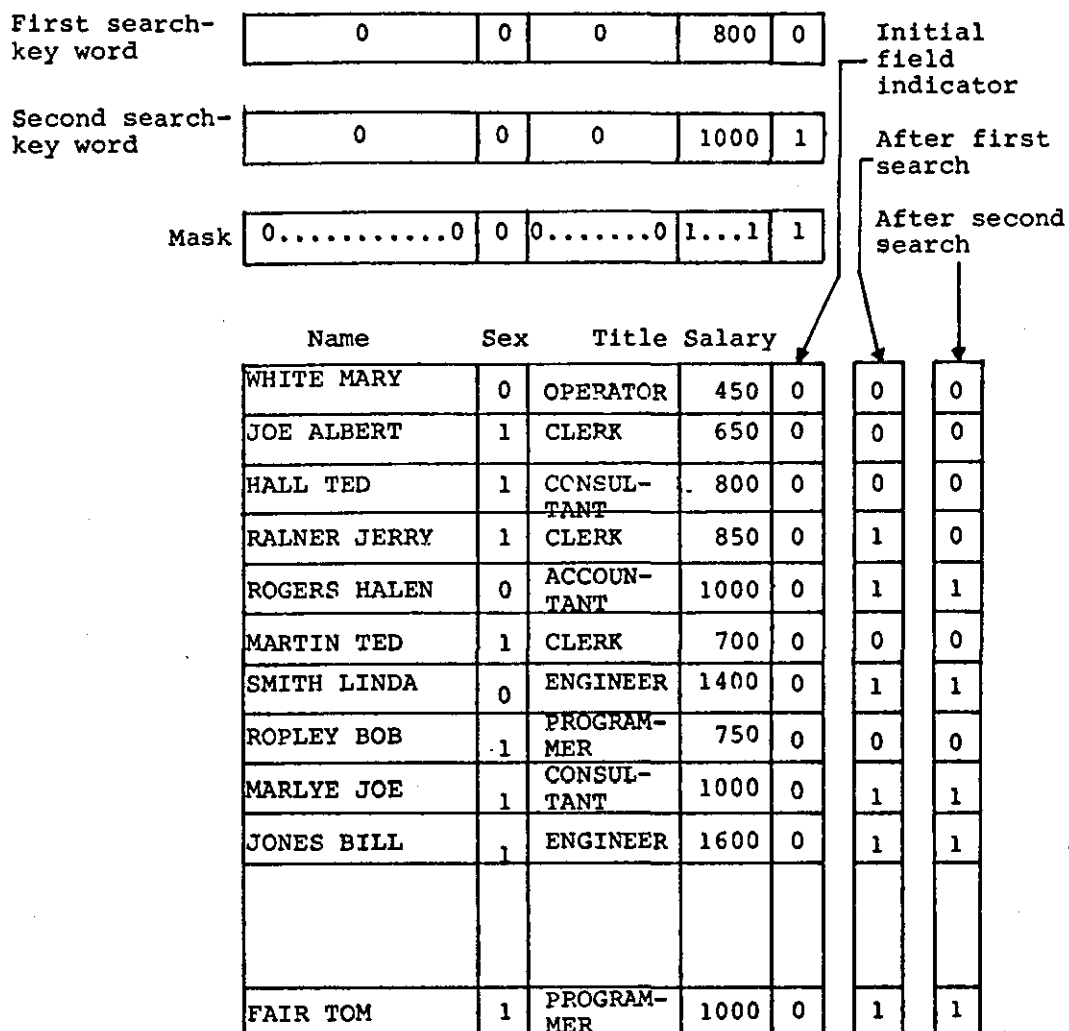 First search-
key word
0 0 0 800 0
Initial
field
indicator
Second search-
key word
0 0 0 1000 1
After first
search
Mask
0...........0 0 0.......0 1...1 1
After second
search
Name Sex Title Salary
WHITE MARY 0 OPERATOR 450 0 0 0
JOE ALBERT 1 CLERK 650 0 0 0
HALL TED 1 CONSUL-
TANT 800 0 0 0
RALNER JERRY 1 CLERK 850 0 1 0
ROGERS HALEN 0 ACCOUN-
TANT 1000 0 1 1
MARTIN TED 1 CLERK 700 0 0 0
SMITH LINDA 0 ENGINEER 1400 0 1 1
ROPLEY BOB 1 PROGRAM-
MER 750 0 0 0
MARLYE JOE 1 CONSUL-
TANT 1000 0 1 1
JONES BILL 1 ENGINEER 1600 0 1 1
FAIR TOM 1 PROGRAM-
MER 1000 0 1 1